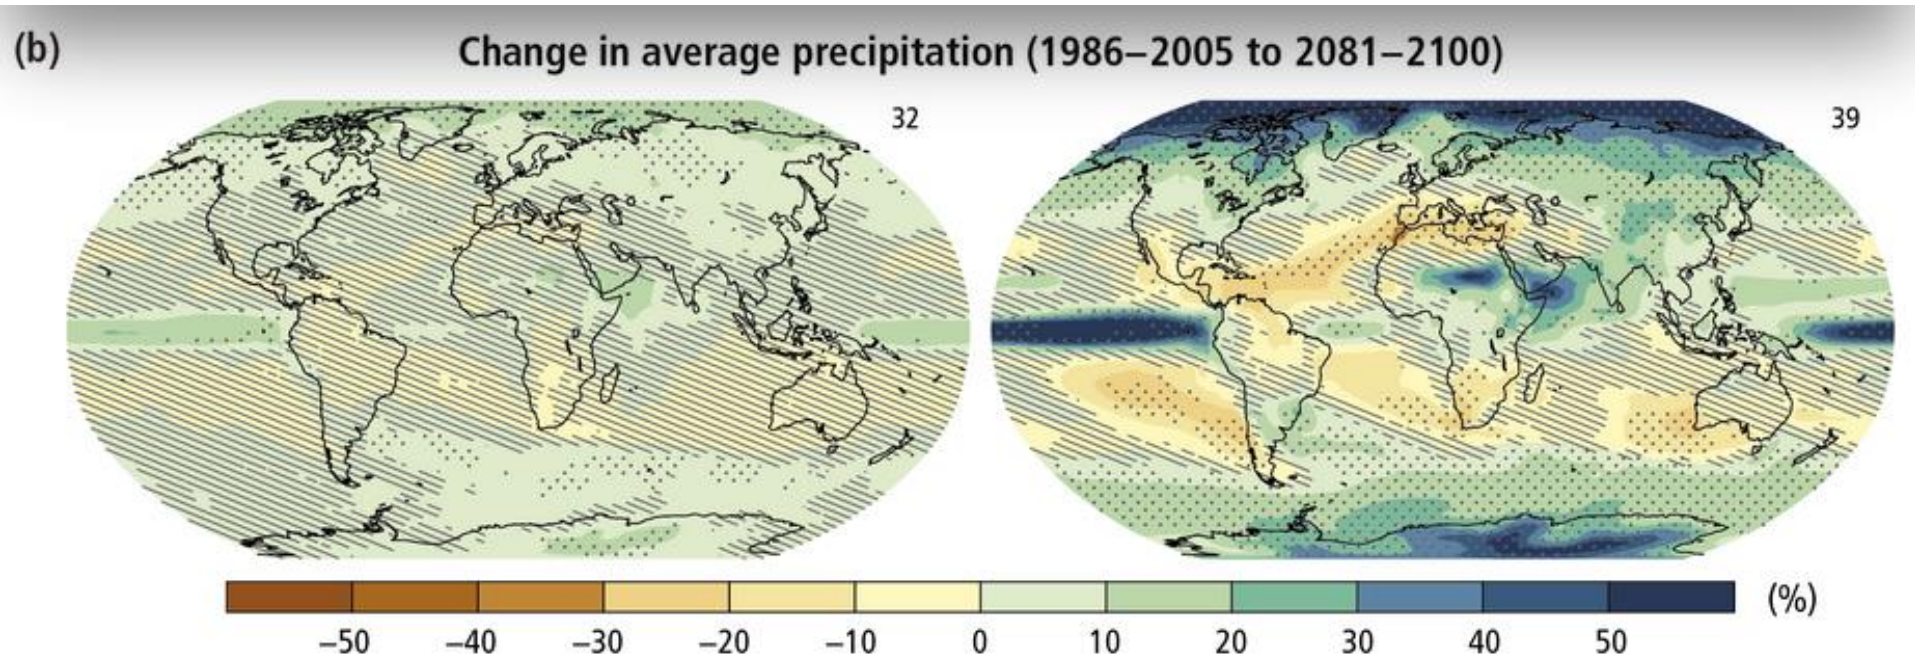 (b)
Change in average precipitation (1986–2005 to 2081–2100)
32
39
(%)
–50 –40 –30 –20 –10 0 10 20 30 40 50